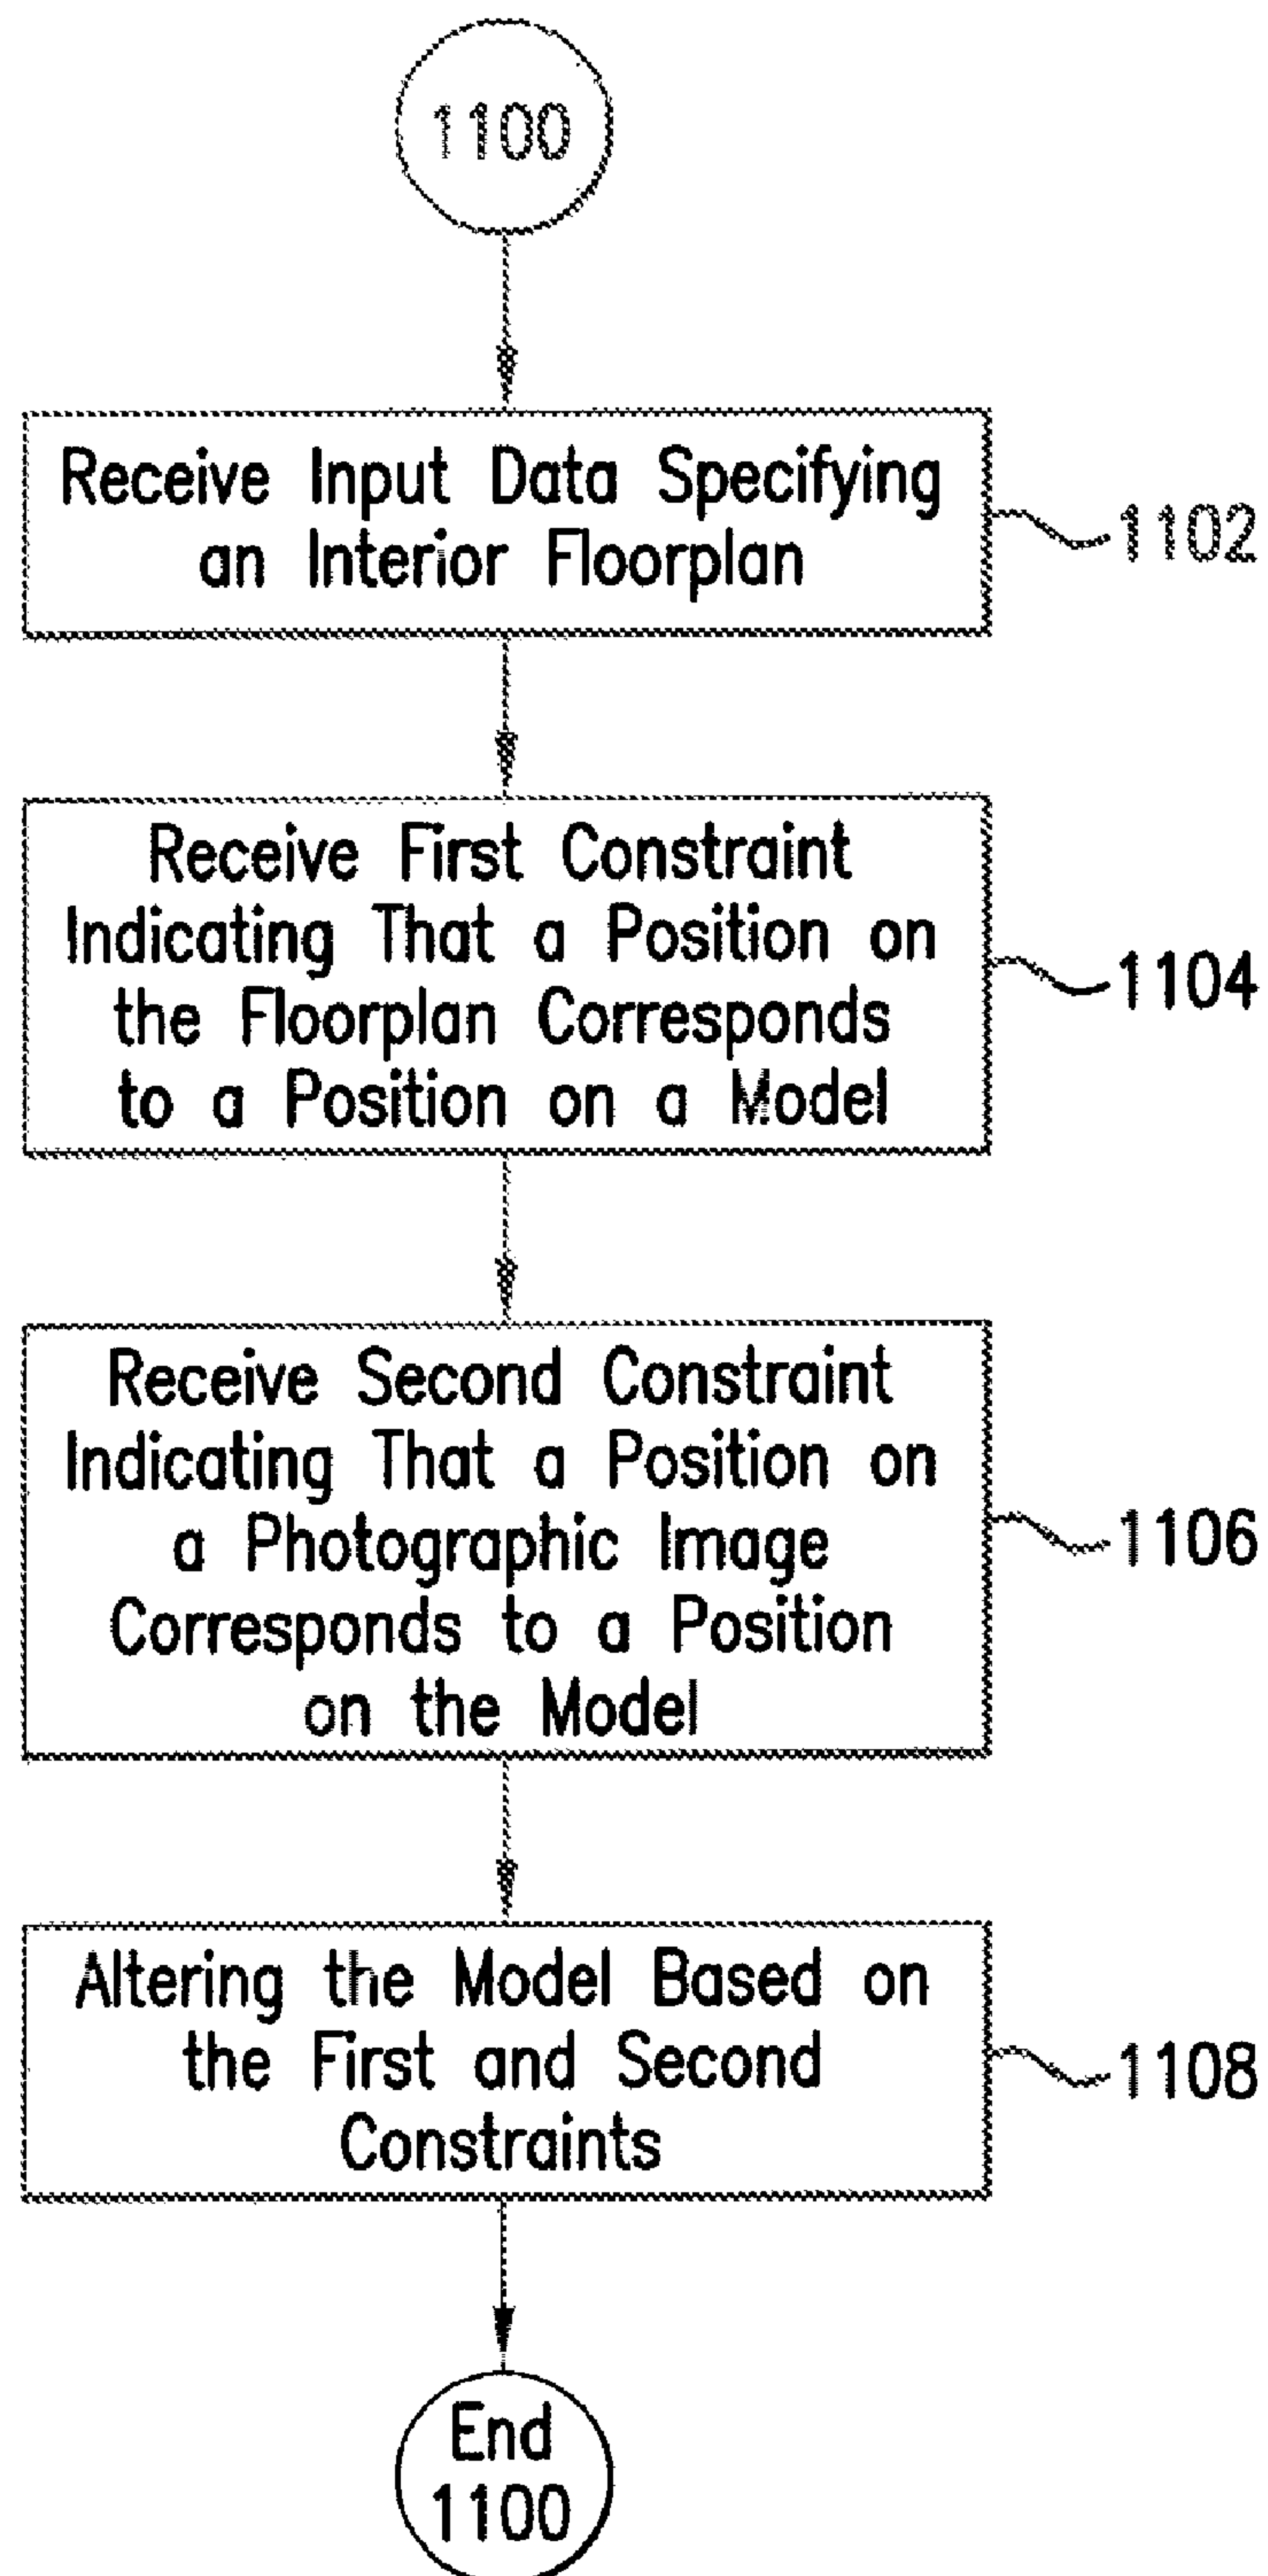 1100
Receive Input Data Specifying
an Interior Floorplan
1102
Receive First Constraint
Indicating That a Position on
the Floorplan Corresponds
to a Position on a Model
1104
Receive Second Constraint
Indicating That a Position on
a Photographic Image
Corresponds to a Position
on the Model
1106
Altering the Model Based on
the First and Second
Constraints
1108
End
1100